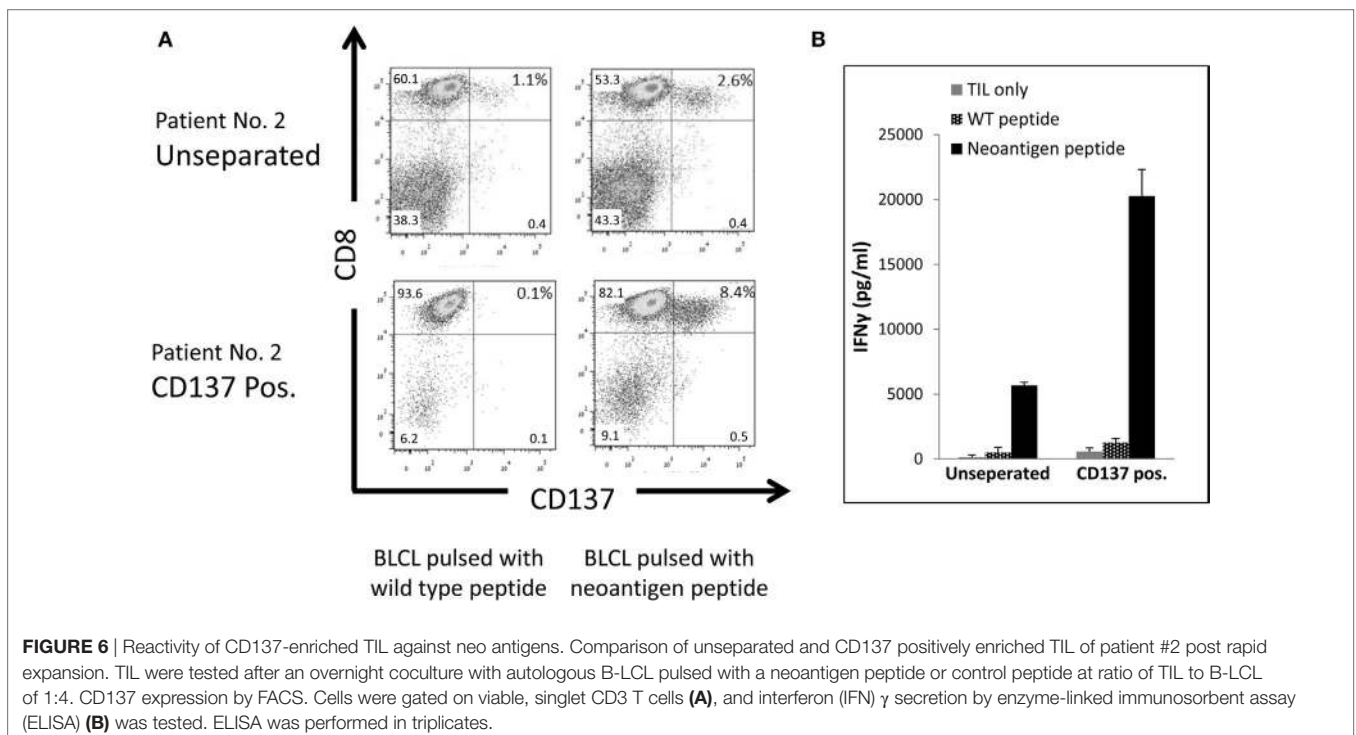 A
B
Patient No. 2
Unseparated
Patient No. 2
CD137 Pos.
CD8
CD137
60.1
1.1%
38.3
0.4
53.3
2.6%
43.3
0.4
93.6
0.1%
6.2
0.1
82.1
8.4%
9.1
0.5
BLCL pulsed with
wild type peptide
BLCL pulsed with
neoantigen peptide
TIL only
WT peptide
Neoantigen peptide
IFNγ (pg/ml)
25000
20000
15000
10000
5000
0
Unseperated
CD137 pos.
FIGURE 6 | Reactivity of CD137-enriched TIL against neo antigens. Comparison of unseparated and CD137 positively enriched TIL of patient #2 post rapid
expansion. TIL were tested after an overnight coculture with autologous B-LCL pulsed with a neoantigen peptide or control peptide at ratio of TIL to B-LCL
of 1:4. CD137 expression by FACS. Cells were gated on viable, singlet CD3 T cells (A), and interferon (IFN) γ secretion by enzyme-linked immunosorbent assay
(ELISA) (B) was tested. ELISA was performed in triplicates.